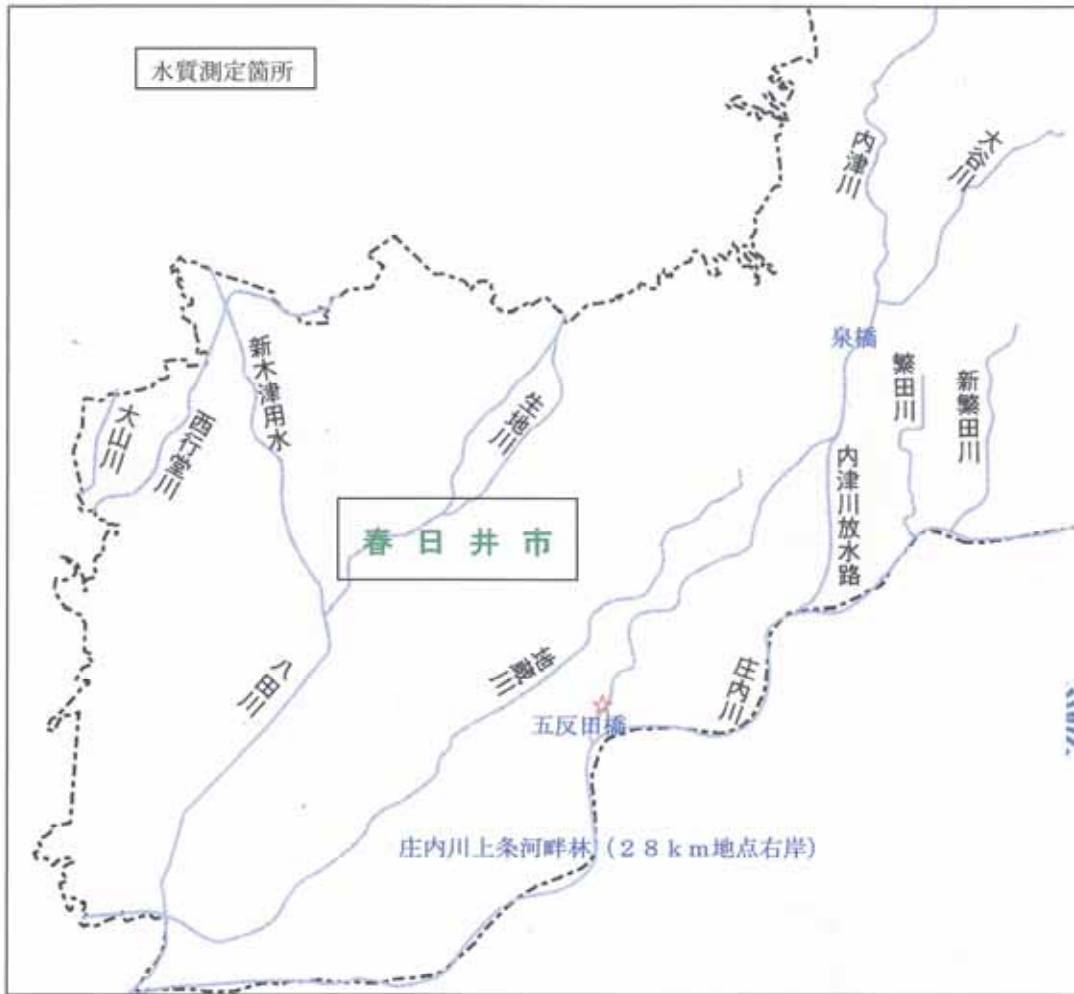 水質測定箇所
内津川
大谷川
泉橋
繁田川
新繁田川
新木津用水
生地川
大山川
西行堂川
内津川放水路
春日井市
八田川
地蔵川
庄内川
五反田橋
庄内川上条河畔林（２８ｋｍ地点右岸）